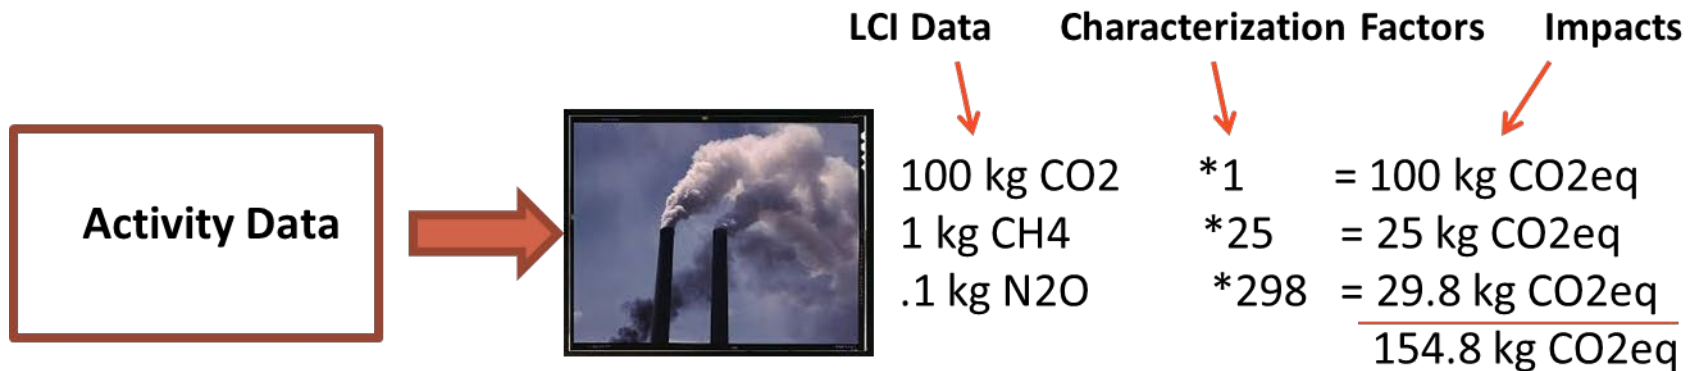 LCI Data Characterization Factors Impacts
Activity Data
100 kg CO2 *1 = 100 kg CO2eq
1 kg CH4 *25 = 25 kg CO2eq
.1 kg N2O *298 = 29.8 kg CO2eq
154.8 kg CO2eq